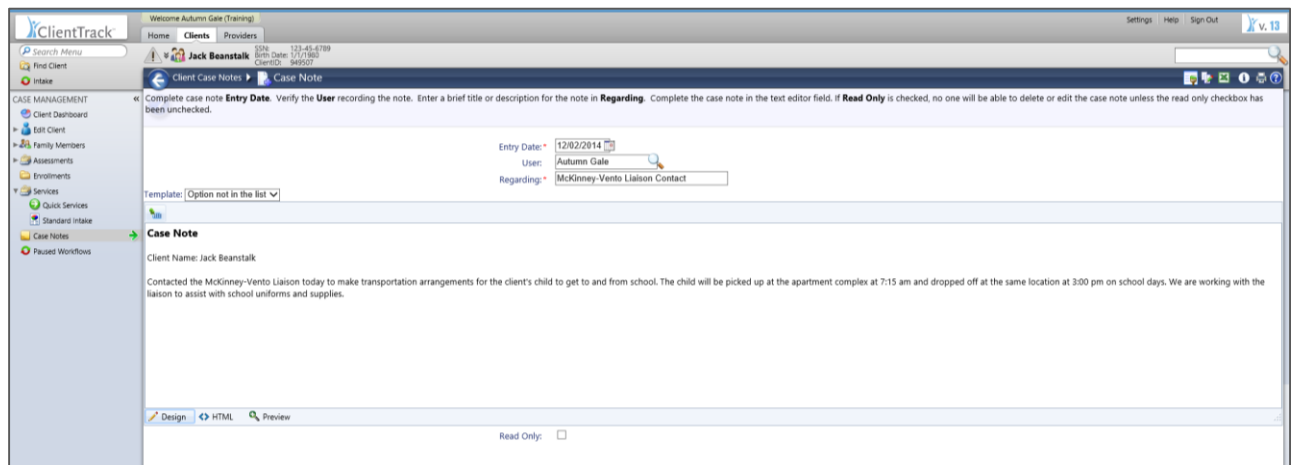 ClientTrack
Welcome Autumn Gale (Training)
Settings Help Sign Out
v. 13
Home Clients Providers
Search Menu
Find Client
Intake
Jack Beanstalk
SSN: 123-45-6789
Birth Date: 1/1/1980
ClientID: 949507
Client Case Notes Case Note
CASE MANAGEMENT
Client Dashboard
Edit Client
Family Members
Assessments
Enrollments
Services
Quick Services
Standard Intake
Case Notes
Paused Workflows
Complete case note Entry Date. Verify the User recording the note. Enter a brief title or description for the note in Regarding. Complete the case note in the text editor field. If Read Only is checked, no one will be able to delete or edit the case note unless the read only checkbox has
been unchecked.
Entry Date:* 12/02/2014
User: Autumn Gale
Regarding:* McKinney-Vento Liaison Contact
Template: Option not in the list
Case Note
Client Name: Jack Beanstalk
Contacted the McKinney-Vento Liaison today to make transportation arrangements for the client's child to get to and from school. The child will be picked up at the apartment complex at 7:15 am and dropped off at the same location at 3:00 pm on school days. We are working with the
liaison to assist with school uniforms and supplies.
Design HTML Preview
Read Only: